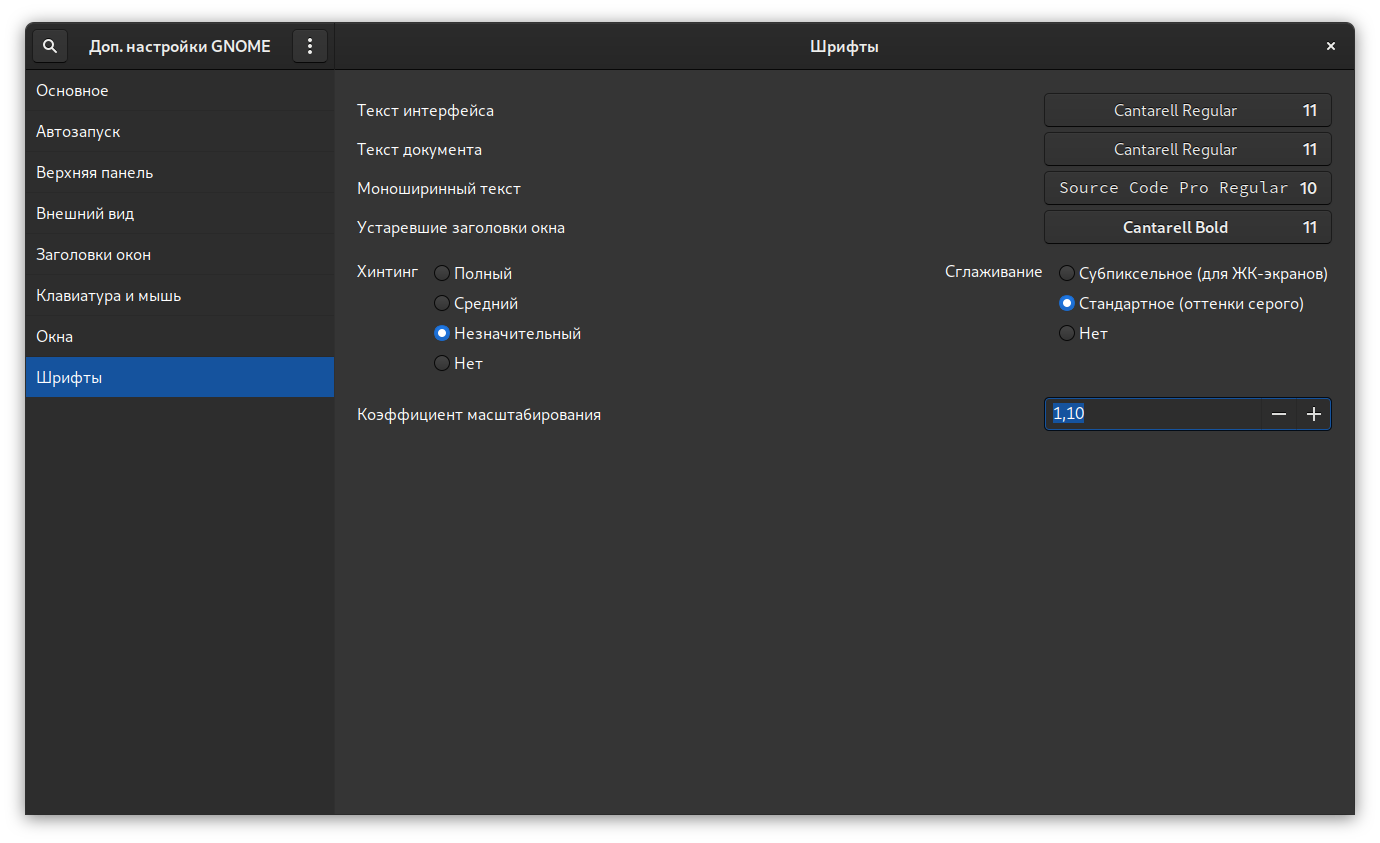 Доп. настройки GNOME
Шрифты
Основное
Автозапуск
Верхняя панель
Внешний вид
Заголовки окон
Клавиатура и мышь
Окна
Шрифты
Текст интерфейса Cantarell Regular 11
Текст документа Cantarell Regular 11
Моноширинный текст Source Code Pro Regular 10
Устаревшие заголовки окна Cantarell Bold 11
Хинтинг Полный
Средний
Незначительный
Нет
Сглаживание Субпиксельное (для ЖК-экранов)
Стандартное (оттенки серого)
Нет
Коэффициент масштабирования 1,10